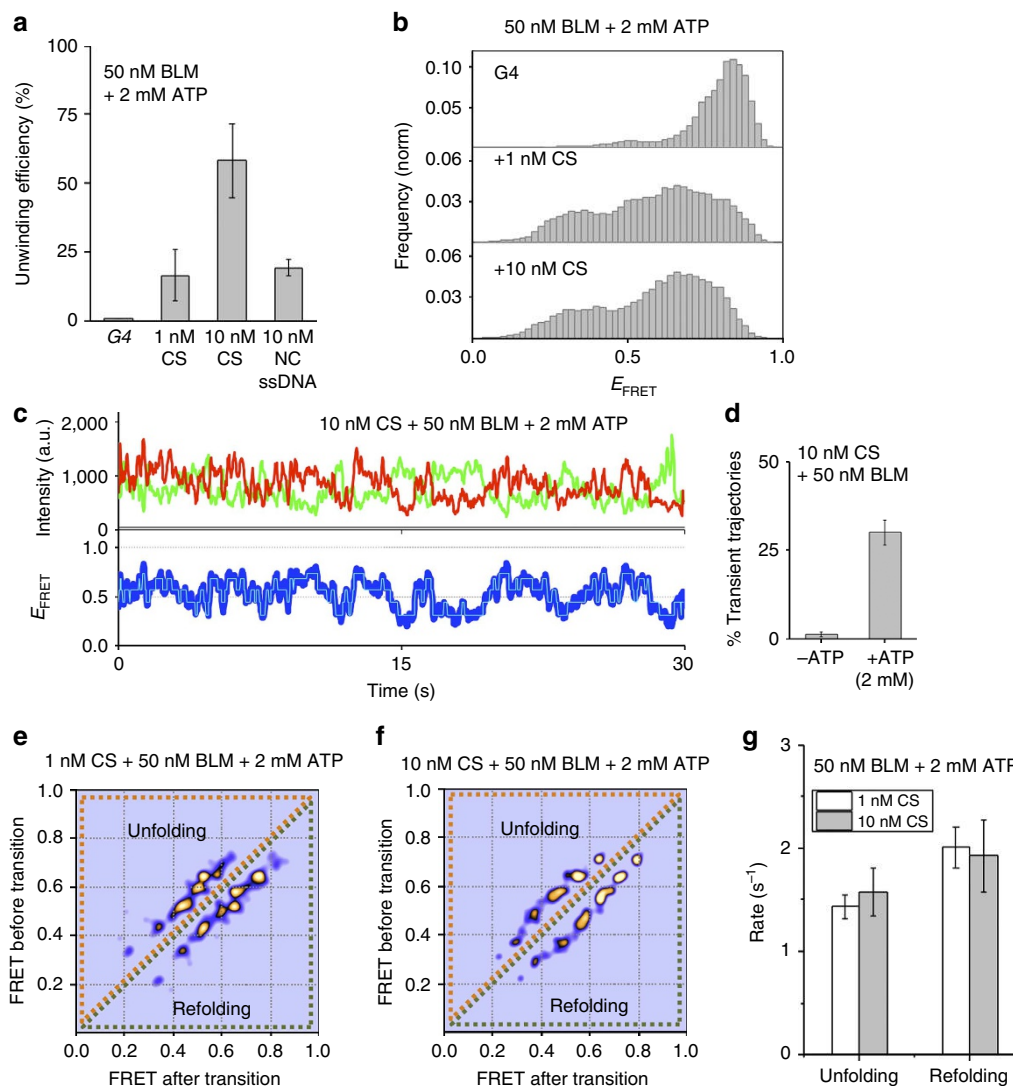 a
50 nM BLM
+ 2 mM ATP
Unwinding efficiency (%)
100
75
50
25
0
G4
1 nM
CS
10 nM
CS
10 nM
NC
ssDNA
b
50 nM BLM + 2 mM ATP
Frequency (norm)
G4
0.10
0.05
+1 nM CS
0.06
0.03
+10 nM CS
0.06
0.03
0.0
0.5
1.0
E FRET
c
10 nM CS + 50 nM BLM + 2 mM ATP
Intensity (a.u.)
2,000
1,000
0
E FRET
1.0
0.5
0.0
0
15
30
Time (s)
d
10 nM CS
+ 50 nM BLM
% Transient trajectories
50
25
0
–ATP
+ATP
(2 mM)
e
1 nM CS + 50 nM BLM + 2 mM ATP
FRET before transition
1.0
0.8
0.6
0.4
0.2
Unfolding
Refolding
0.0 0.2 0.4 0.6 0.8 1.0
FRET after transition
f
10 nM CS + 50 nM BLM + 2 mM ATP
FRET before transition
1.0
0.8
0.6
0.4
0.2
Unfolding
Refolding
0.0 0.2 0.4 0.6 0.8 1.0
FRET after transition
g
50 nM BLM + 2 mM ATP
1 nM CS
10 nM CS
Rate (s⁻¹)
3
2
1
0
Unfolding
Refolding